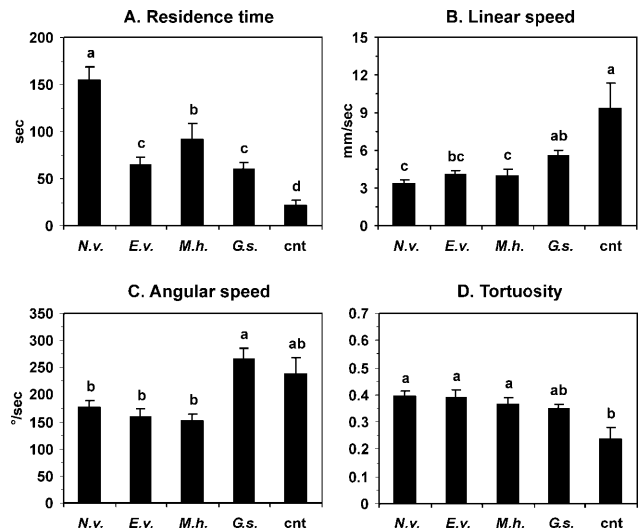 A. Residence time
200
150
100
50
0
sec
a
c
b
c
d
N.v. E.v. M.h. G.s. cnt
B. Linear speed
15
12
9
6
3
0
mm/sec
c
bc
c
ab
a
N.v. E.v. M.h. G.s. cnt
C. Angular speed
350
300
250
200
150
100
50
0
°/sec
b
b
b
a
ab
N.v. E.v. M.h. G.s. cnt
D. Tortuosity
0.7
0.6
0.5
0.4
0.3
0.2
0.1
0
a
a
a
ab
b
N.v. E.v. M.h. G.s. cnt